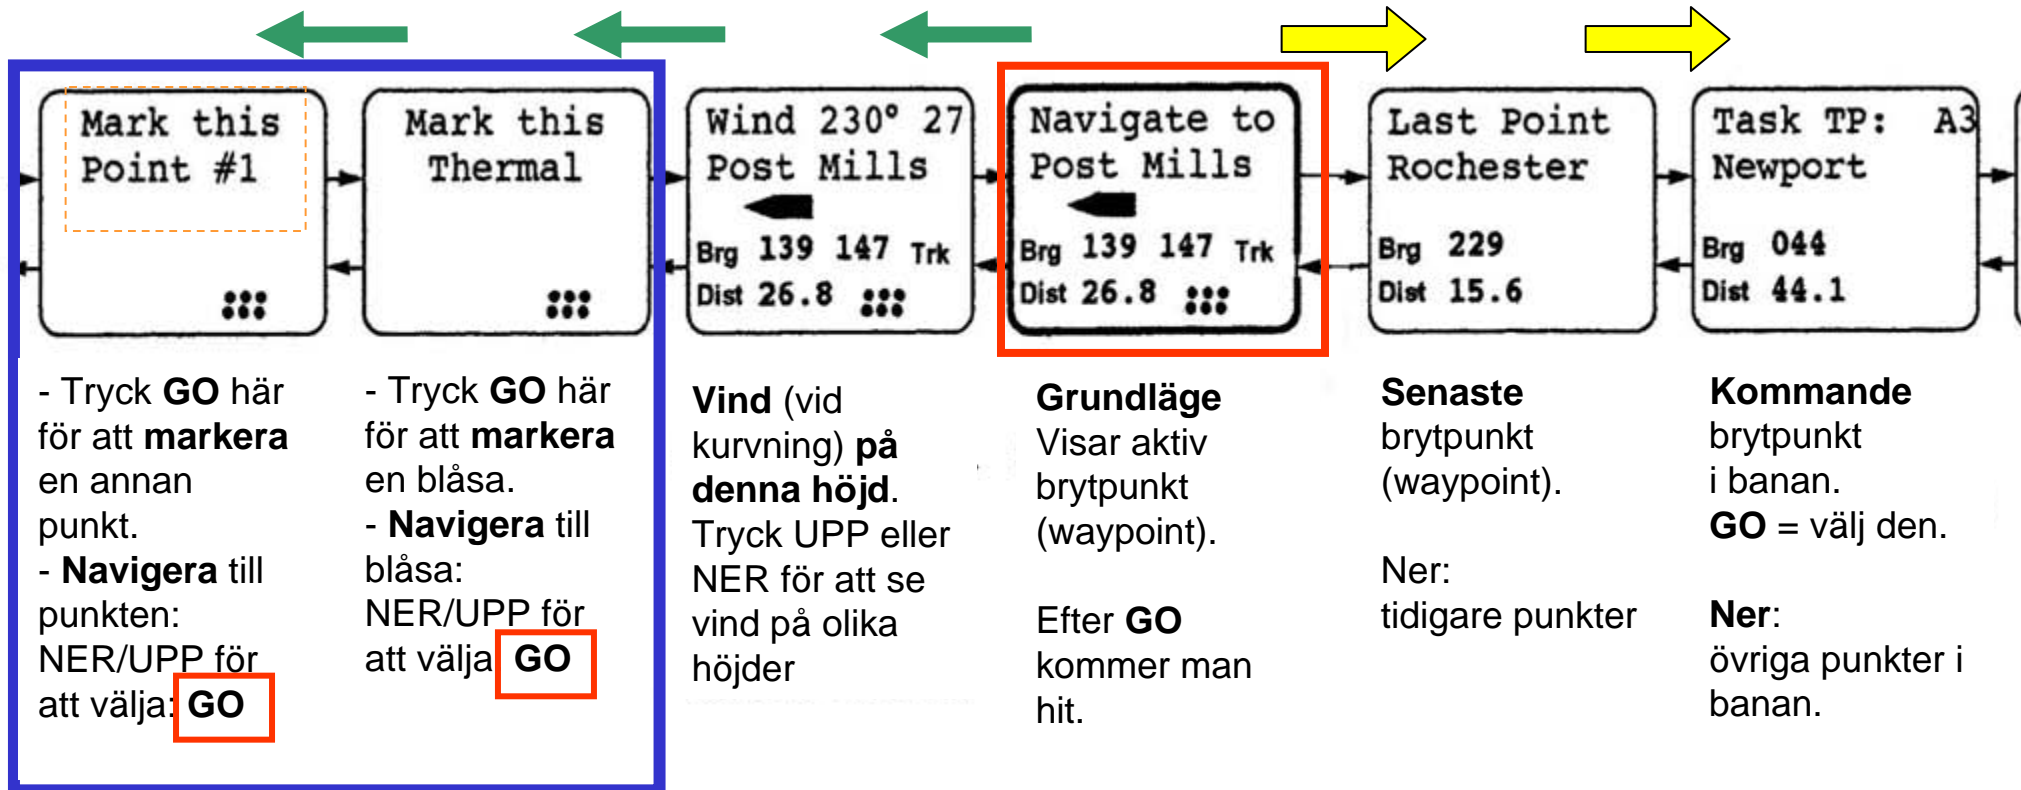 Mark this
Point #1
Mark this
Thermal
Wind 230° 27
Post Mills
Brg 139 147 Trk
Dist 26.8
Navigate to
Post Mills
Brg 139 147 Trk
Dist 26.8
Last Point
Rochester
Brg 229
Dist 15.6
Task TP: A3
Newport
Brg 044
Dist 44.1
- Tryck GO här
för att markera
en annan
punkt.
- Navigera till
punkten:
NER/UPP för
att välja: GO
- Tryck GO här
för att markera
en blåsa.
- Navigera till
blåsa:
NER/UPP för
att välja GO
Vind (vid
kurvning) på
denna höjd.
Tryck UPP eller
NER för att se
vind på olika
höjder
Grundläge
Visar aktiv
brytpunkt
(waypoint).
Efter GO
kommer man
hit.
Senaste
brytpunkt
(waypoint).
Ner:
tidigare punkter
Kommande
brytpunkt
i banan.
GO = välj den.
Ner:
övriga punkter i
banan.